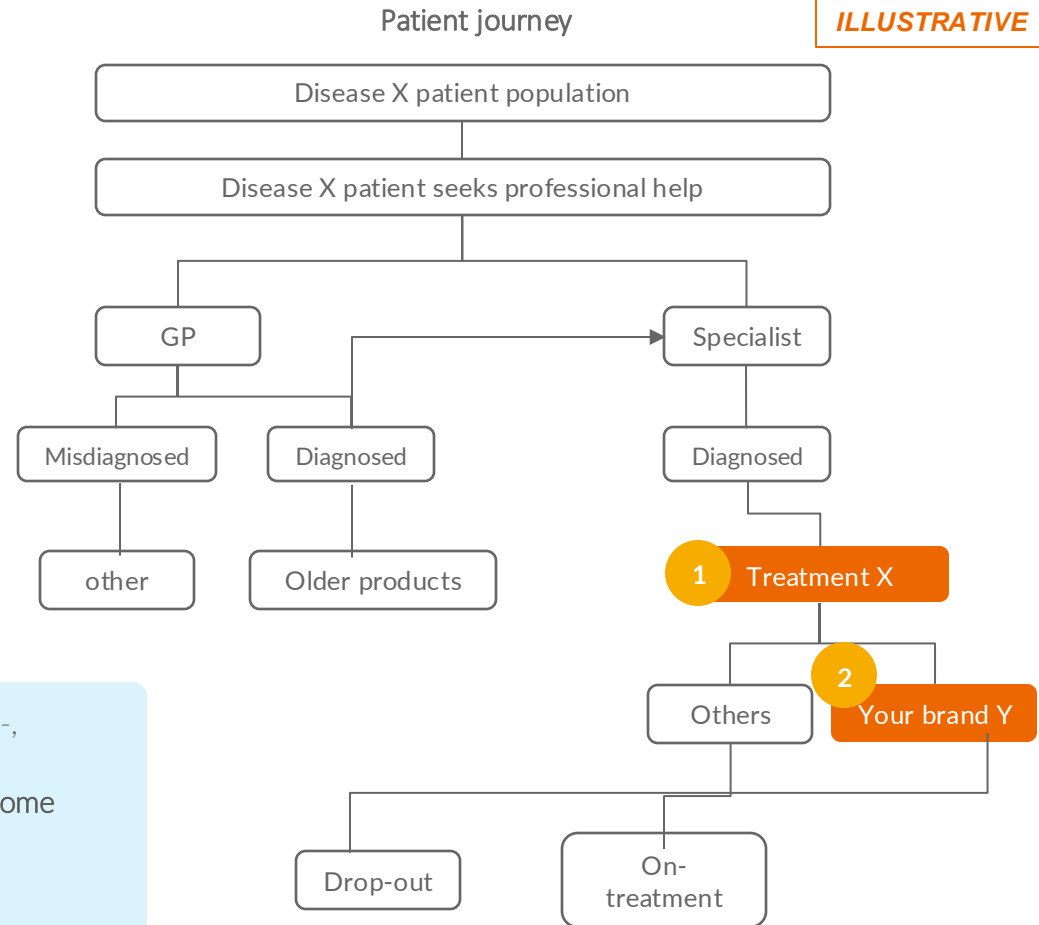 Patient journey
ILLUSTRATIVE
Disease X patient population
Disease X patient seeks professional help
GP
Specialist
Misdiagnosed
Diagnosed
Diagnosed
other
Older products
1
Treatment X
2
Others
Your brand Y
-,
ome
Drop-out
On-
treatment